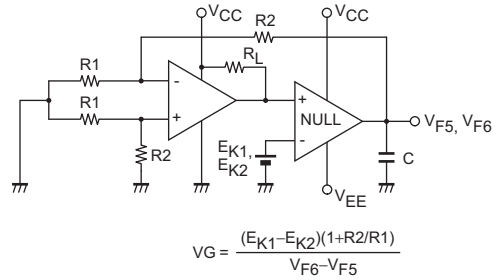 VCC
VCC
R2
R1
RL
-
R1
+
+
NULL
-
VF5, VF6
R2
EK1,
EK2
C
VEE
VG = (EK1−EK2)(1+R2/R1)
VF6−VF5